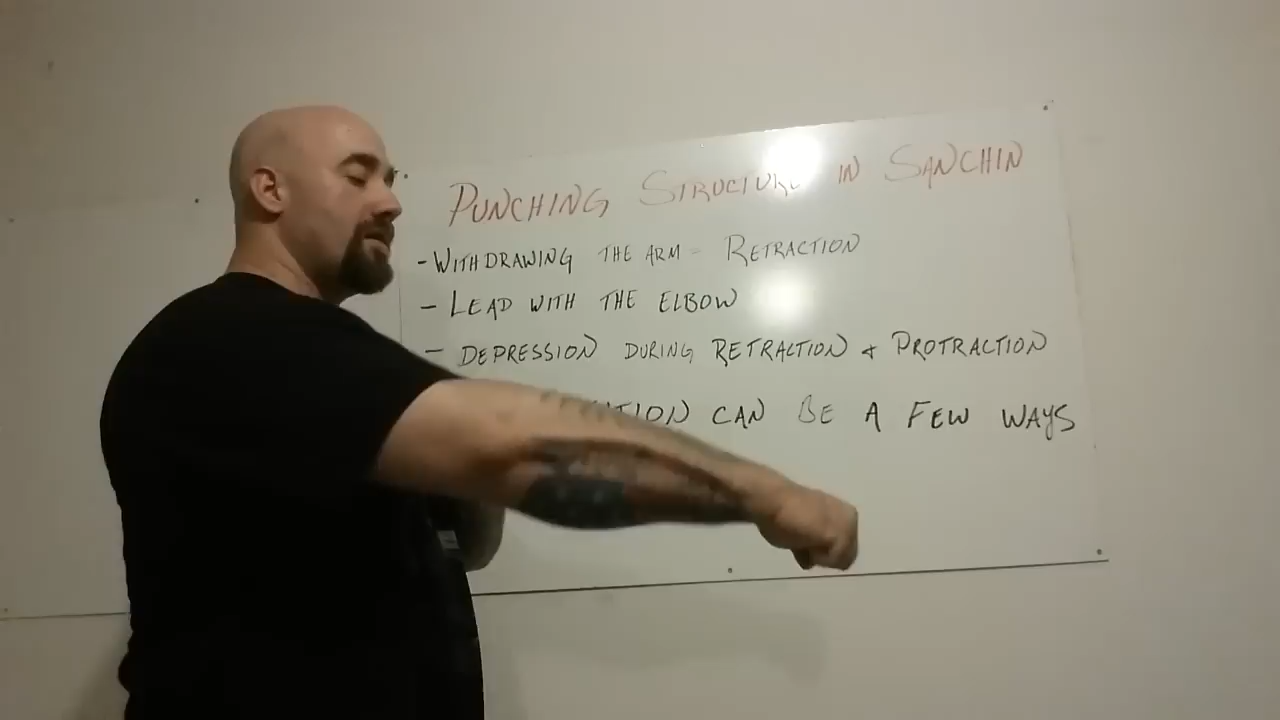 PUNCHING STRUCTURE IN SANCHIN
- WITHDRAWING THE ARM - RETRACTION
- LEAD WITH THE ELBOW
- DEPRESSION DURING RETRACTION & PROTRACTION
CAN BE A FEW WAYS